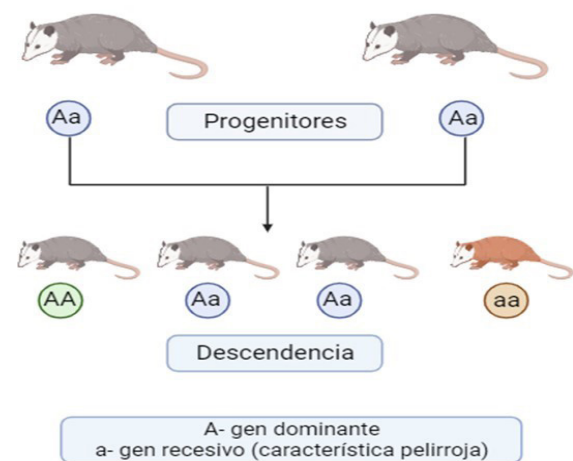 Aa
Progenitores
Aa
AA
Aa
Aa
aa
Descendencia
A- gen dominante
a- gen recesivo (característica pelirroja)